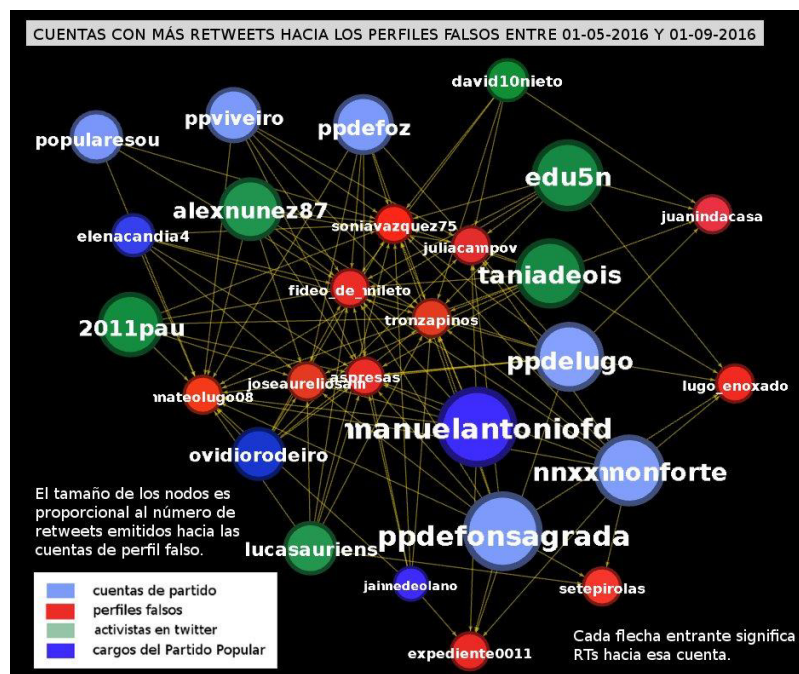 CUENTAS CON MÁS RETWEETS HACIA LOS PERFILES FALSOS ENTRE 01-05-2016 Y 01-09-2016
david10nieto
ppviveiro
ppdefoz
popularesou
edu5n
alexnunez87
juanindacasa
soniavazquez75
elenacandia4
juliacampov
taniadeois
fideo_de_mileto
tronzapinos
2011pau
ppdelugo
aspresas
joseaureliosam
lugo_enoxado
mateolugo08
manuelantoniofd
ovidiorodeiro
nnxxmonforte
El tamaño de los nodos es
proporcional al número de
retweets emitidos hacia las
cuentas de perfil falso.
ppdefonsagrada
lucasauriens
jaimedeolano
setepirolas
cuentas de partido
perfiles falsos
activistas en twitter
cargos del Partido Popular
Cada flecha entrante significa
RTs hacia esa cuenta.
expediente0011